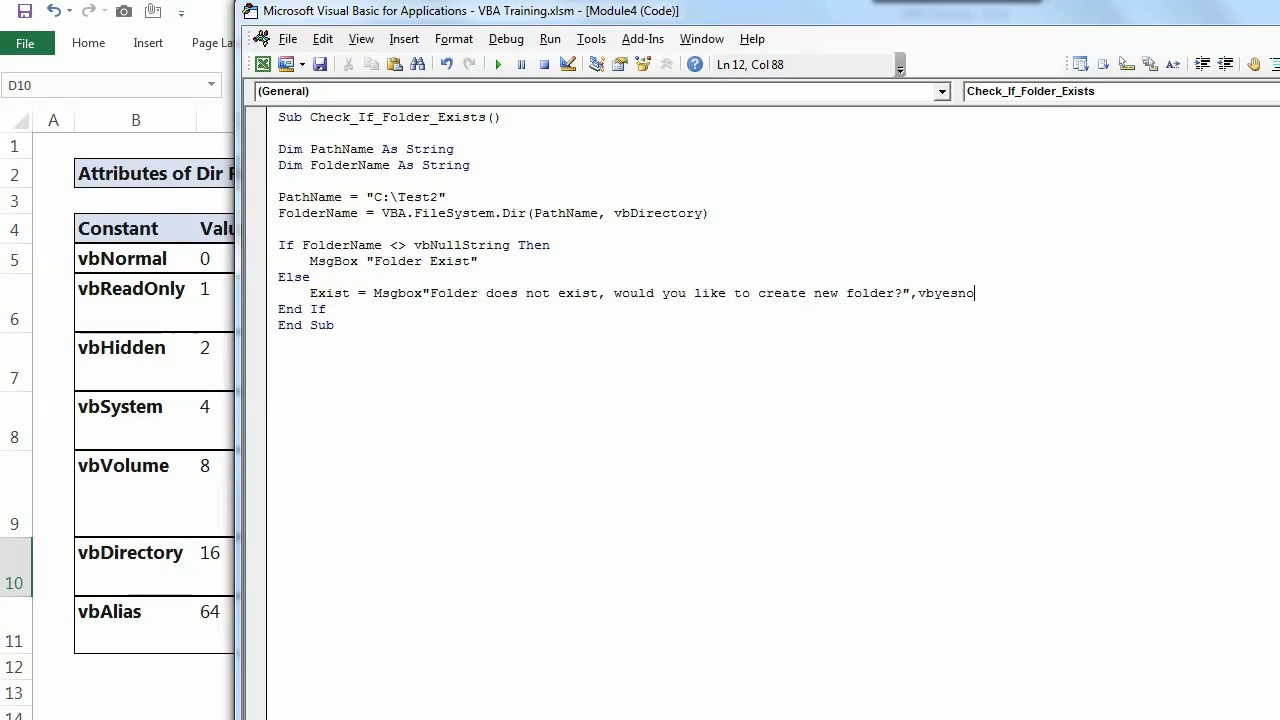 Microsoft Visual Basic for Applications - VBA Training.xlsm - [Module4 (Code)]
File Home Insert Page La
File Edit View Insert Format Debug Run Tools Add-Ins Window Help
Ln 12, Col 88
D10
(General) Check_If_Folder_Exists
A B
1
2 Attributes of Dir
3
4 Constant Valu
5 vbNormal 0
6 vbReadOnly 1
7 vbHidden 2
8 vbSystem 4
9 vbVolume 8
10 vbDirectory 16
11 vbAlias 64
12
13
14
Sub Check_If_Folder_Exists()
Dim PathName As String
Dim FolderName As String
PathName = "C:\Test2"
FolderName = VBA.FileSystem.Dir(PathName, vbDirectory)
If FolderName <> vbNullString Then
MsgBox "Folder Exist"
Else
Exist = Msgbox"Folder does not exist, would you like to create new folder?",vbyesno
End If
End Sub